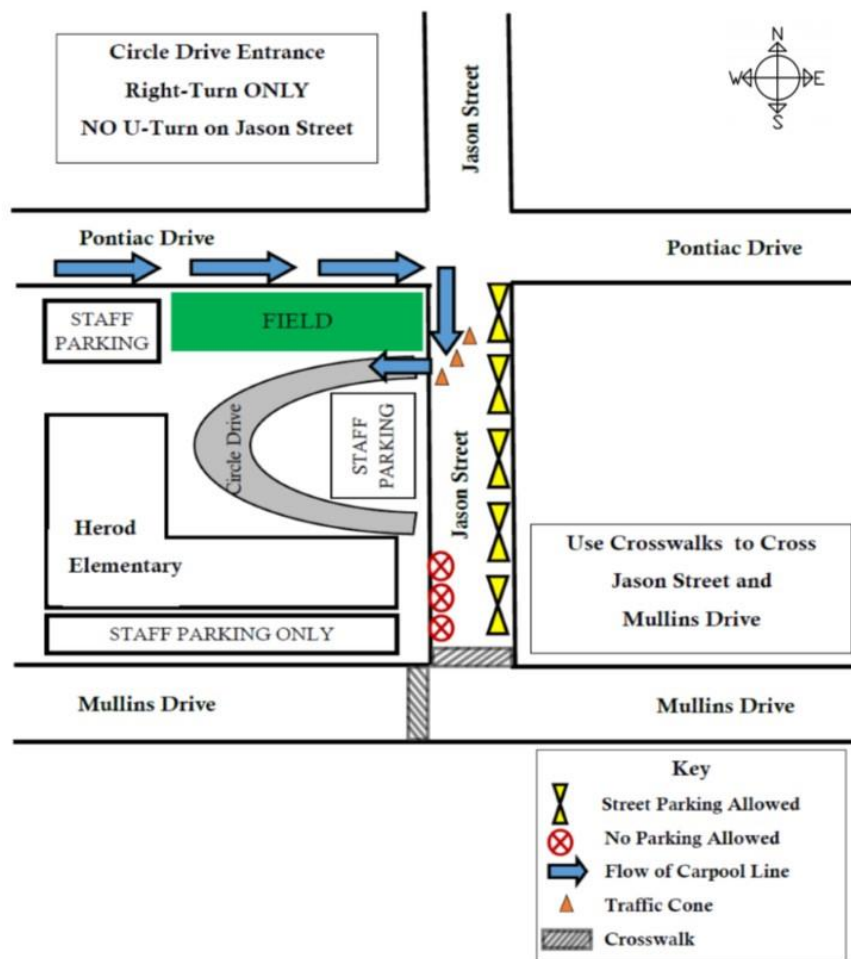 Circle Drive Entrance
Right-Turn ONLY
NO U-Turn on Jason Street
Jason Street
N
W
E
S
Pontiac Drive
Pontiac Drive
STAFF
PARKING
FIELD
Circle Drive
STAFF
PARKING
Jason Street
Herod
Elementary
Use Crosswalks to Cross
Jason Street and
Mullins Drive
STAFF PARKING ONLY
Mullins Drive
Mullins Drive
Key
Street Parking Allowed
No Parking Allowed
Flow of Carpool Line
Traffic Cone
Crosswalk